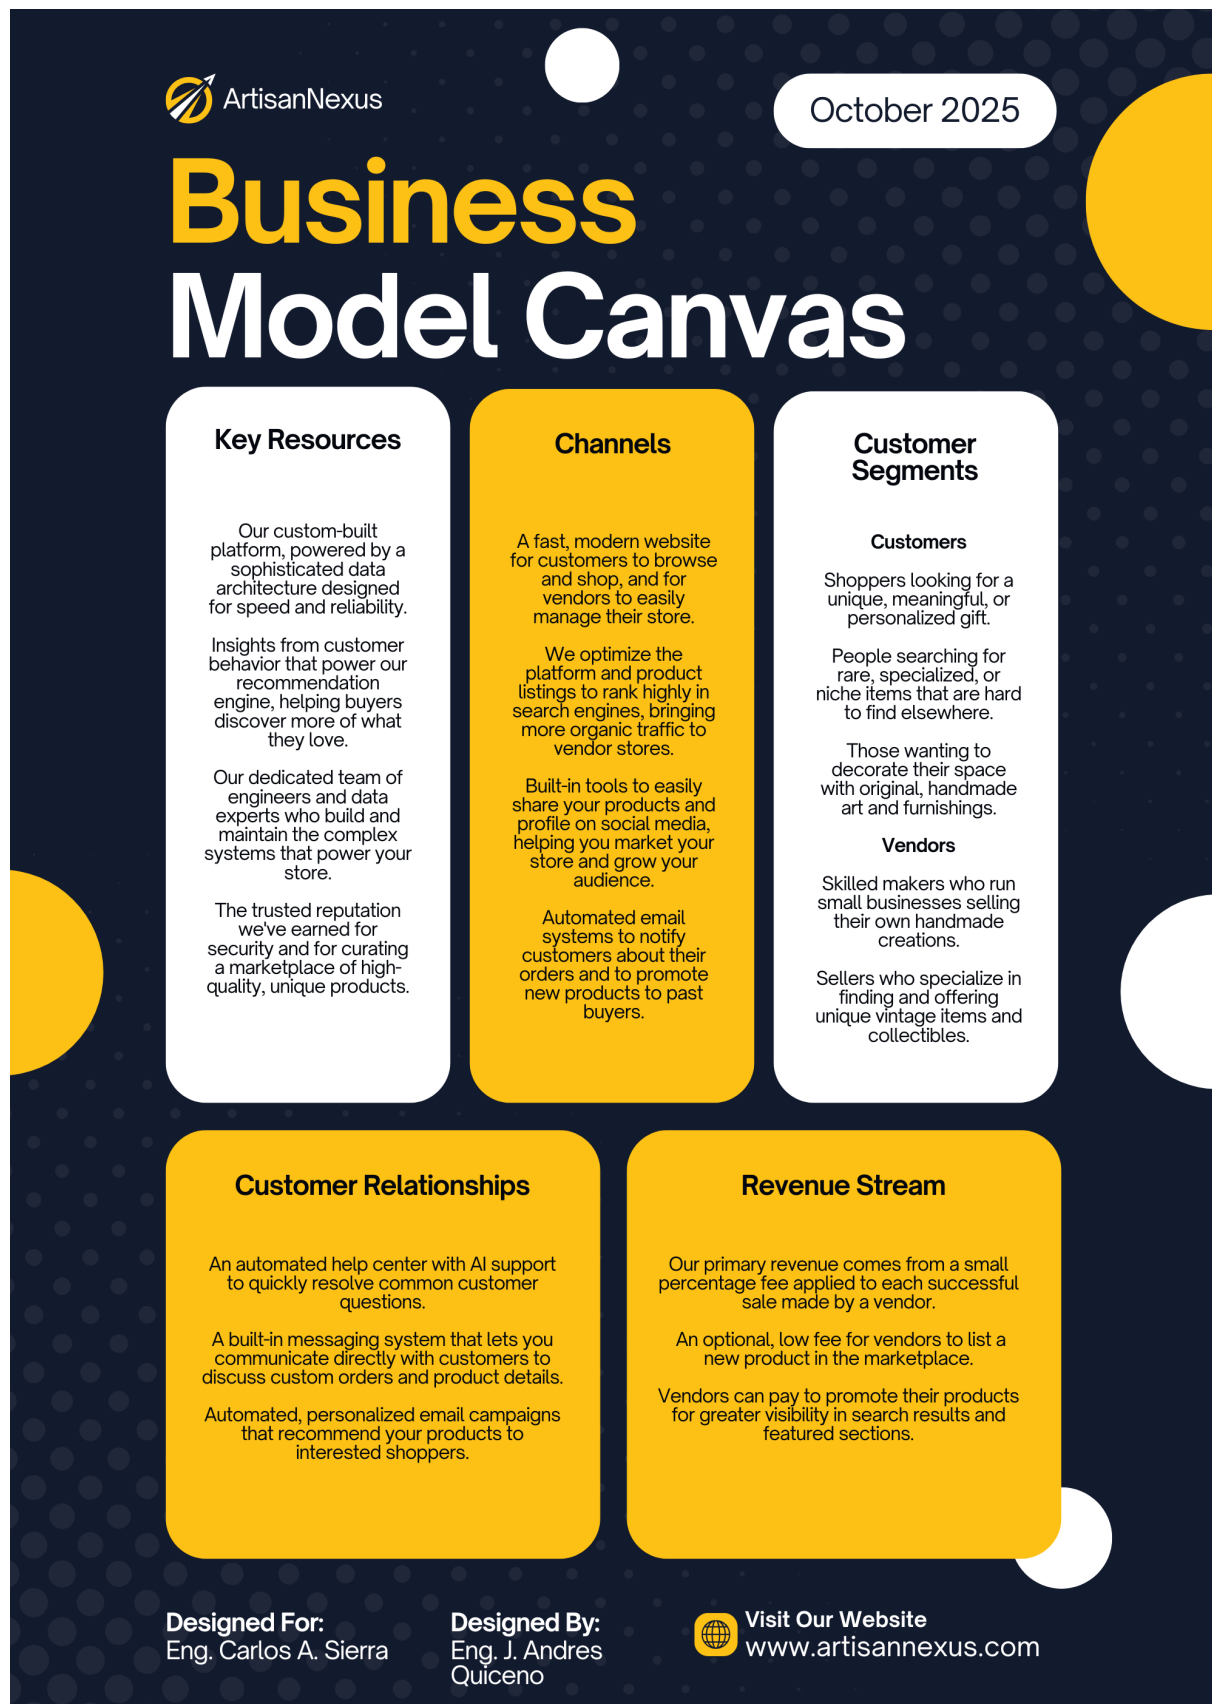 ArtisanNexus
October 2025
Business
Model Canvas
Key Resources
Our custom-built
platform, powered by a
sophisticated data
architecture designed
for speed and reliability.
Insights from customer
behavior that power our
recommendation
engine, helping buyers
discover more of what
they love.
Our dedicated team of
engineers and data
experts who build and
maintain the complex
systems that power your
store.
The trusted reputation
we've earned for
security and for curating
a marketplace of high-
quality, unique products.
Channels
A fast, modern website
for customers to browse
and shop, and for
vendors to easily
manage their store.
We optimize the
platform and product
listings to rank highly in
search engines, bringing
more organic traffic to
vendor stores.
Built-in tools to easily
share your products and
profile on social media,
helping you market your
store and grow your
audience.
Automated email
systems to notify
customers about their
orders and to promote
new products to past
buyers.
Customer
Segments
Customers
Shoppers looking for a
unique, meaningful, or
personalized gift.
People searching for
rare, specialized, or
niche items that are hard
to find elsewhere.
Those wanting to
decorate their space
with original, handmade
art and furnishings.
Vendors
Skilled makers who run
small businesses selling
their own handmade
creations.
Sellers who specialize in
finding and offering
unique vintage items and
collectibles.
Customer Relationships
An automated help center with AI support
to quickly resolve common customer
questions.
A built-in messaging system that lets you
communicate directly with customers to
discuss custom orders and product details.
Automated, personalized email campaigns
that recommend your products to
interested shoppers.
Revenue Stream
Our primary revenue comes from a small
percentage fee applied to each successful
sale made by a vendor.
An optional, low fee for vendors to list a
new product in the marketplace.
Vendors can pay to promote their products
for greater visibility in search results and
featured sections.
Designed For:
Eng. Carlos A. Sierra
Designed By:
Eng. J. Andres
Quiceno
Visit Our Website
www.artisannexus.com